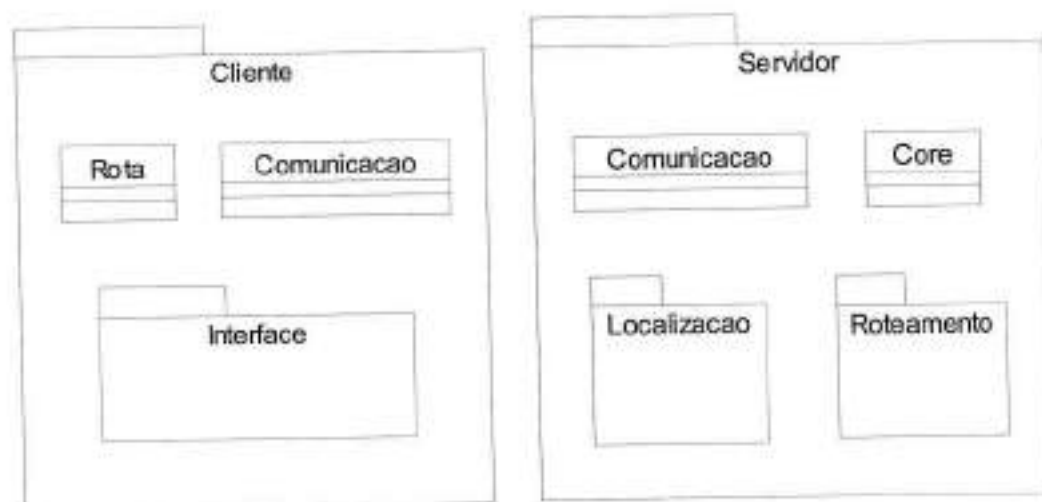 Cliente
Rota
Comunicacao
Interface
Servidor
Comunicacao
Core
Localizacao
Roteamento